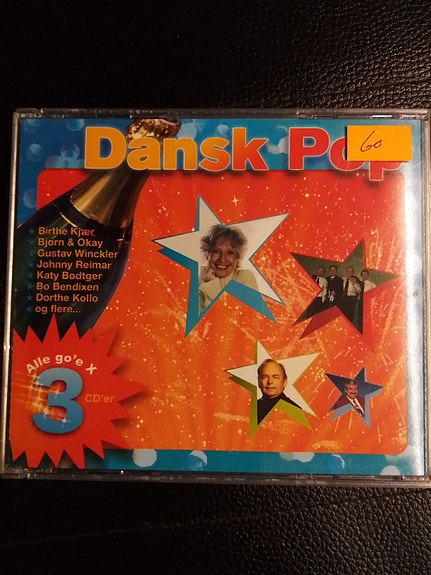 Dansk Pop
60
Birthe Kjær
Bjørn & Okay
Gustav Winckler
Johnny Reimar
Katy Bødtger
Bo Bendixen
Dorthe Kollo
og flere...
Alle go'e X
3
CD'er